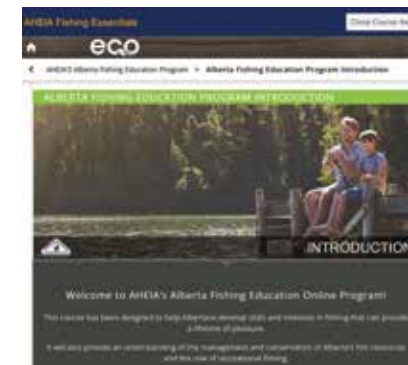 AHEIA Fishing Essentials
Close Course
eco
AHEIA'S Alberta Fishing Education Program > Alberta Fishing Education Program Introduction
ALBERTA FISHING EDUCATION PROGRAM INTRODUCTION
INTRODUCTION
Welcome to AHEIA's Alberta Fishing Education Online Program!
This course has been designed to help Albertans develop skills and interests in fishing that can provide
a lifetime of pleasure.
It will also provide an understanding of the management and conservation of Alberta's fish resources
and the role of recreational fishing.